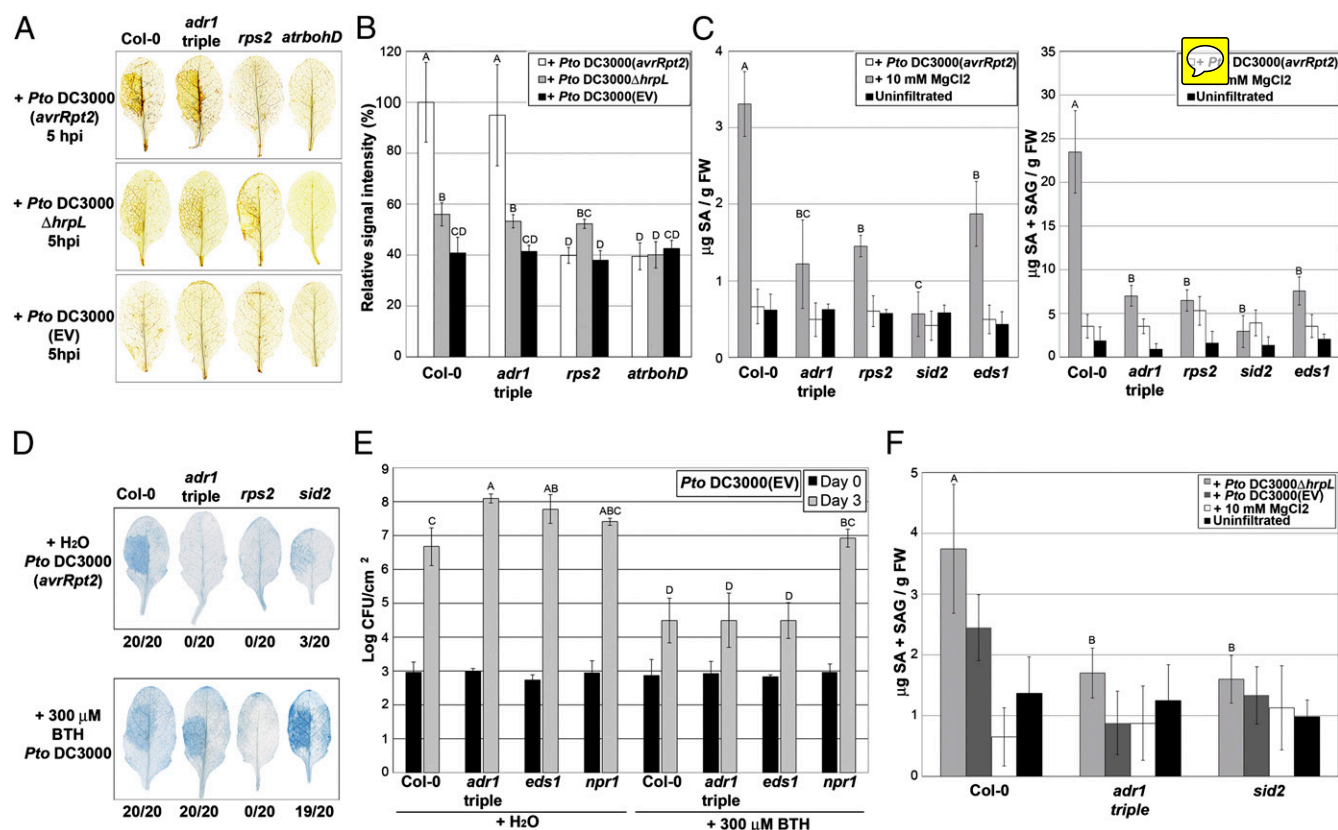 A
Col-0
adr1
triple
rps2
atrbohD
+ Pto DC3000
(avrRpt2)
5 hpi
+ Pto DC3000
ΔhrpL
5hpi
+ Pto DC3000
(EV)
5hpi
B
Relative signal intensity (%)
120
100
80
60
40
20
0
+ Pto DC3000(avrRpt2)
+ Pto DC3000ΔhrpL
+ Pto DC3000(EV)
A
B
CD
A
B
CD
D
BC
D
D
D
CD
Col-0
adr1
triple
rps2
atrbohD
C
µg SA / g FW
4
3
2
1
0
+ Pto DC3000(avrRpt2)
+ 10 mM MgCl2
Uninfiltrated
A
BC
B
C
B
Col-0
adr1
triple
rps2
sid2
eds1
µg SA + SAG / g FW
35
30
25
20
15
10
5
0
+ Pto DC3000(avrRpt2)
mM MgCl2
Uninfiltrated
A
B
B
B
B
Col-0
adr1
triple
rps2
sid2
eds1
D
Col-0
adr1
triple
rps2
sid2
+ H2O
Pto DC3000
(avrRpt2)
20/20
0/20
0/20
3/20
+ 300 µM
BTH
Pto DC3000
20/20
20/20
0/20
19/20
E
Log CFU/cm2
9
8
7
6
5
4
3
2
1
0
Pto DC3000(EV)
Day 0
Day 3
C
A
AB
ABC
D
D
D
BC
Col-0
adr1
triple
eds1
npr1
Col-0
adr1
triple
eds1
npr1
+ H2O
+ 300 µM BTH
F
µg SA + SAG / g FW
5
4
3
2
1
0
+ Pto DC3000ΔhrpL
+ Pto DC3000(EV)
+ 10 mM MgCl2
Uninfiltrated
A
B
B
Col-0
adr1
triple
sid2